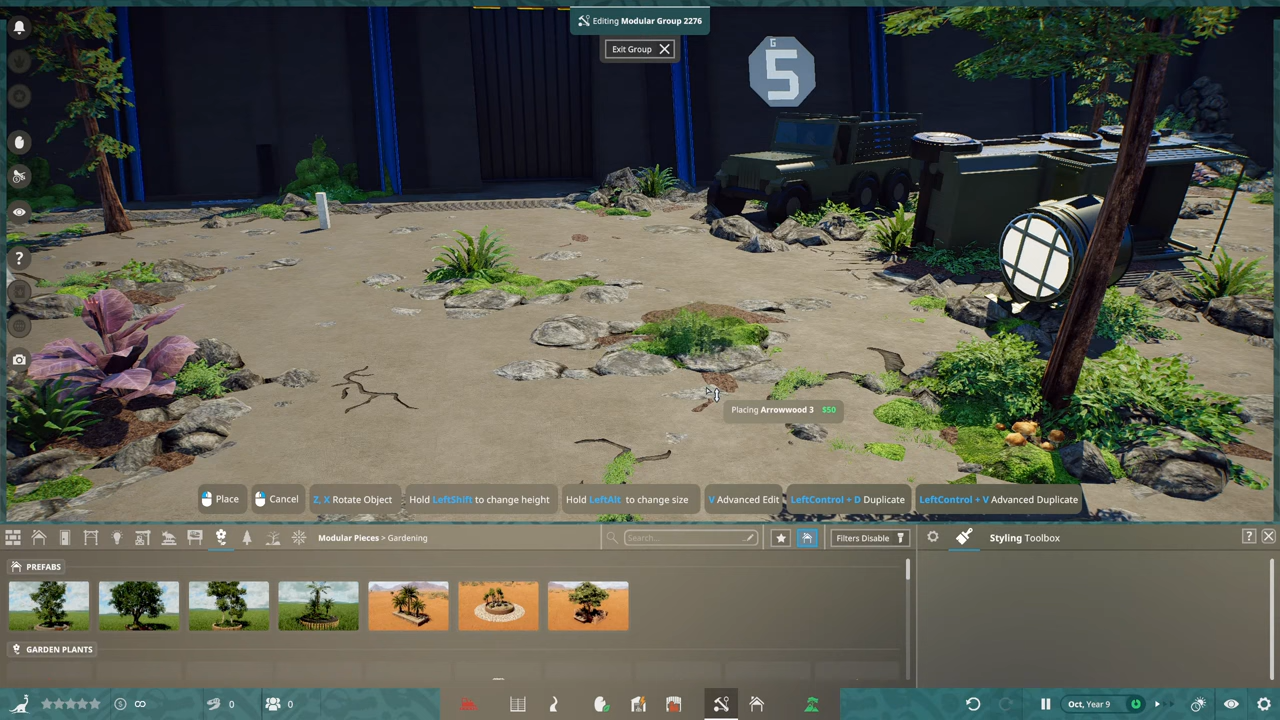 Editing Modular Group 2276
Exit Group
G
5
Placing Arrowwood 3 $50
Place
Cancel
Z, X Rotate Object
Hold LeftShift to change height
Hold LeftAlt to change size
V Advanced Edit
LeftControl + D Duplicate
LeftControl + V Advanced Duplicate
Modular Pieces > Gardening
Search...
Filters Disable
Styling Toolbox
?
PREFABS
GARDEN PLANTS
∞
0
0
Oct, Year 9